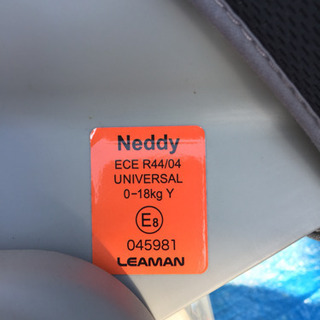 Neddy
ECE R44/04
UNIVERSAL
0-18kg Y
E8
045981
LEAMAN